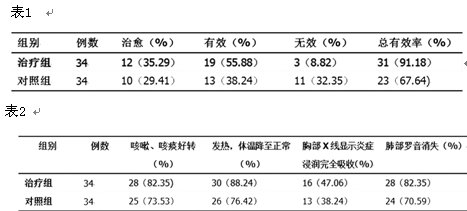 表1
组别 例数 治愈（%） 有效（%） 无效（%） 总有效率（%）
治疗组 34 12（35.29） 19（55.88） 3（8.82） 31（91.18）
对照组 34 10（29.41） 13（38.24） 11（32.35） 23（67.64）
表2
组别 例数 咳嗽、咳痰好转（%） 发热，体温降至正常（%） 胸部X线显示炎症浸润完全吸收(%) 肺部罗音消失（%）
治疗组 34 28（82.35） 30（88.24） 16（47.06） 28（82.35）
对照组 34 25（73.53） 26（76.42） 13（38.24） 24（70.59）